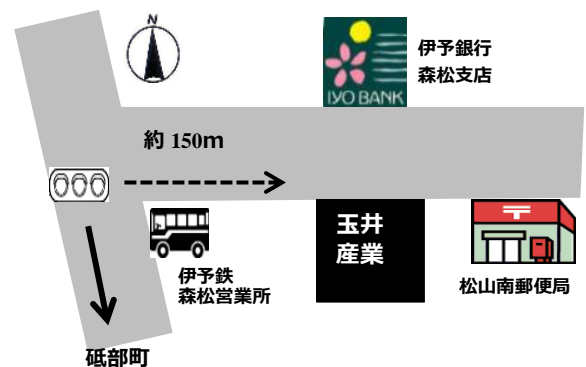 N
伊予銀行
森松支店
IYO BANK
約 150m
玉井
産業
〒
伊予鉄
森松営業所
松山南郵便局
砥部町